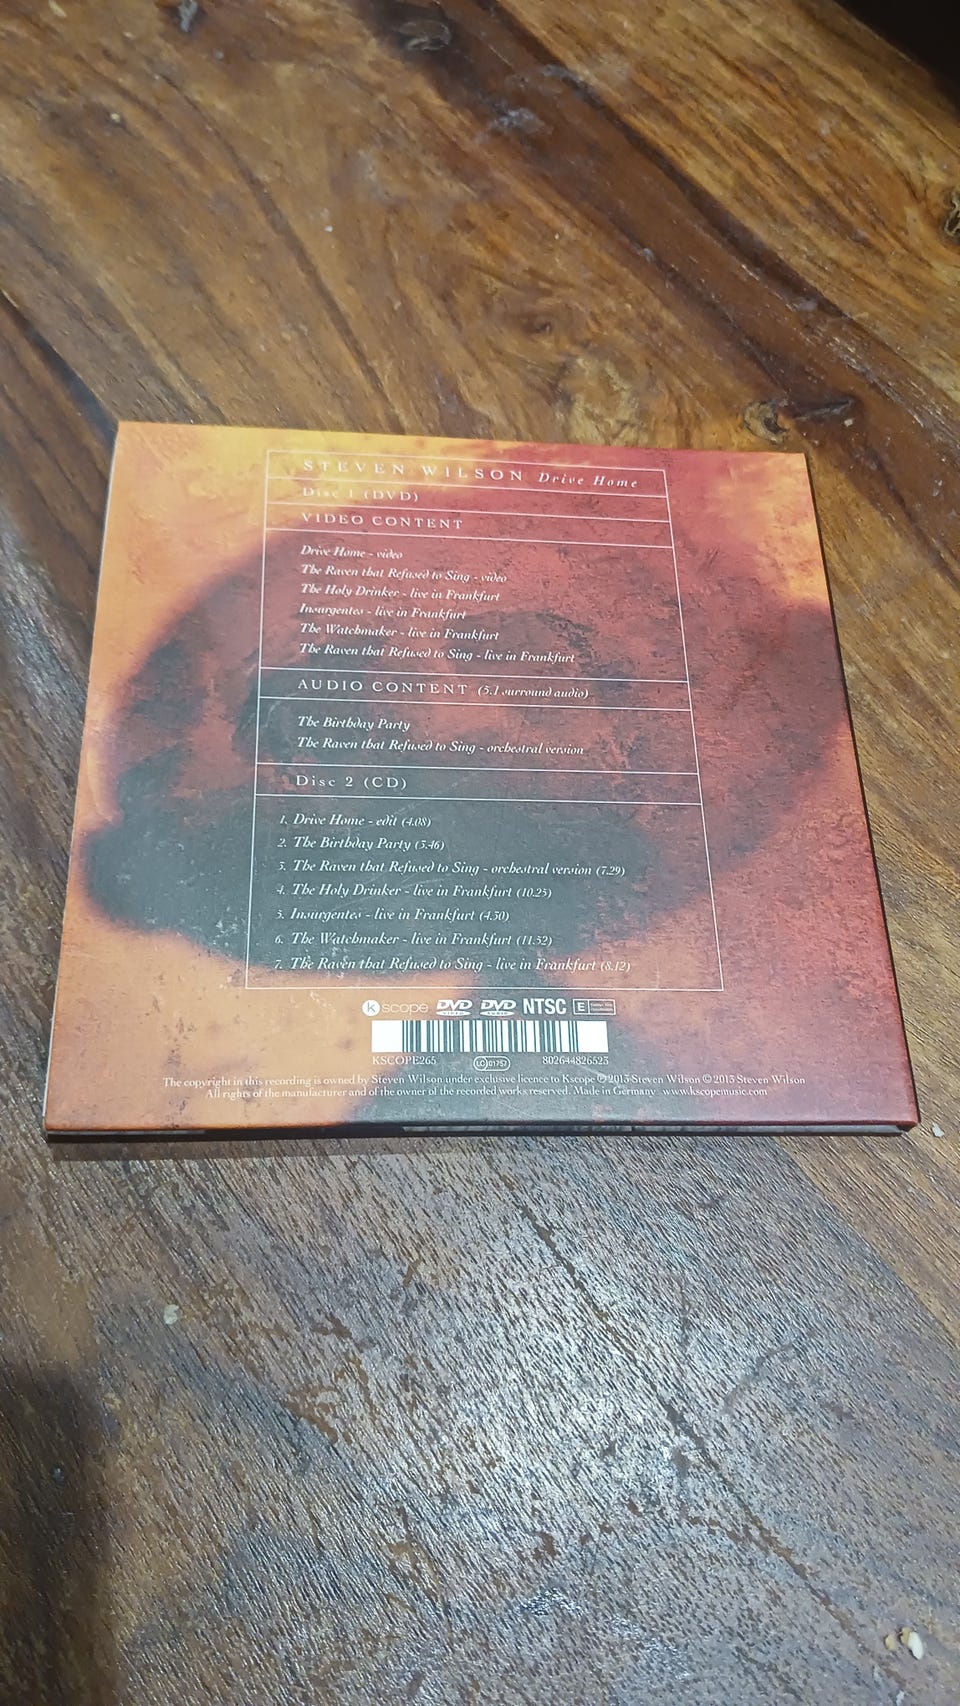 STEVEN WILSON Drive Home
Disc 1 (DVD)
VIDEO CONTENT
Drive Home - video
The Raven that Refused to Sing - video
The Holy Drinker - live in Frankfurt
Insurgentes - live in Frankfurt
The Watchmaker - live in Frankfurt
The Raven that Refused to Sing - live in Frankfurt
AUDIO CONTENT (5.1 surround audio)
The Birthday Party
The Raven that Refused to Sing - orchestral version
Disc 2 (CD)
1. Drive Home - edit (4.08)
2. The Birthday Party (3.46)
3. The Raven that Refused to Sing - orchestral version (7.29)
4. The Holy Drinker - live in Frankfurt (10.25)
5. Insurgentes - live in Frankfurt (4.50)
6. The Watchmaker - live in Frankfurt (11.52)
7. The Raven that Refused to Sing - live in Frankfurt (8.12)
kscope DVD VIDEO DVD AUDIO NTSC E
KSCOPE265 LC 01757 802644826523
The copyright in this recording is owned by Steven Wilson under exclusive licence to Kscope ℗ 2013 Steven Wilson © 2013 Steven Wilson
All rights of the manufacturer and of the owner of the recorded works reserved. Made in Germany www.kscopemusic.com